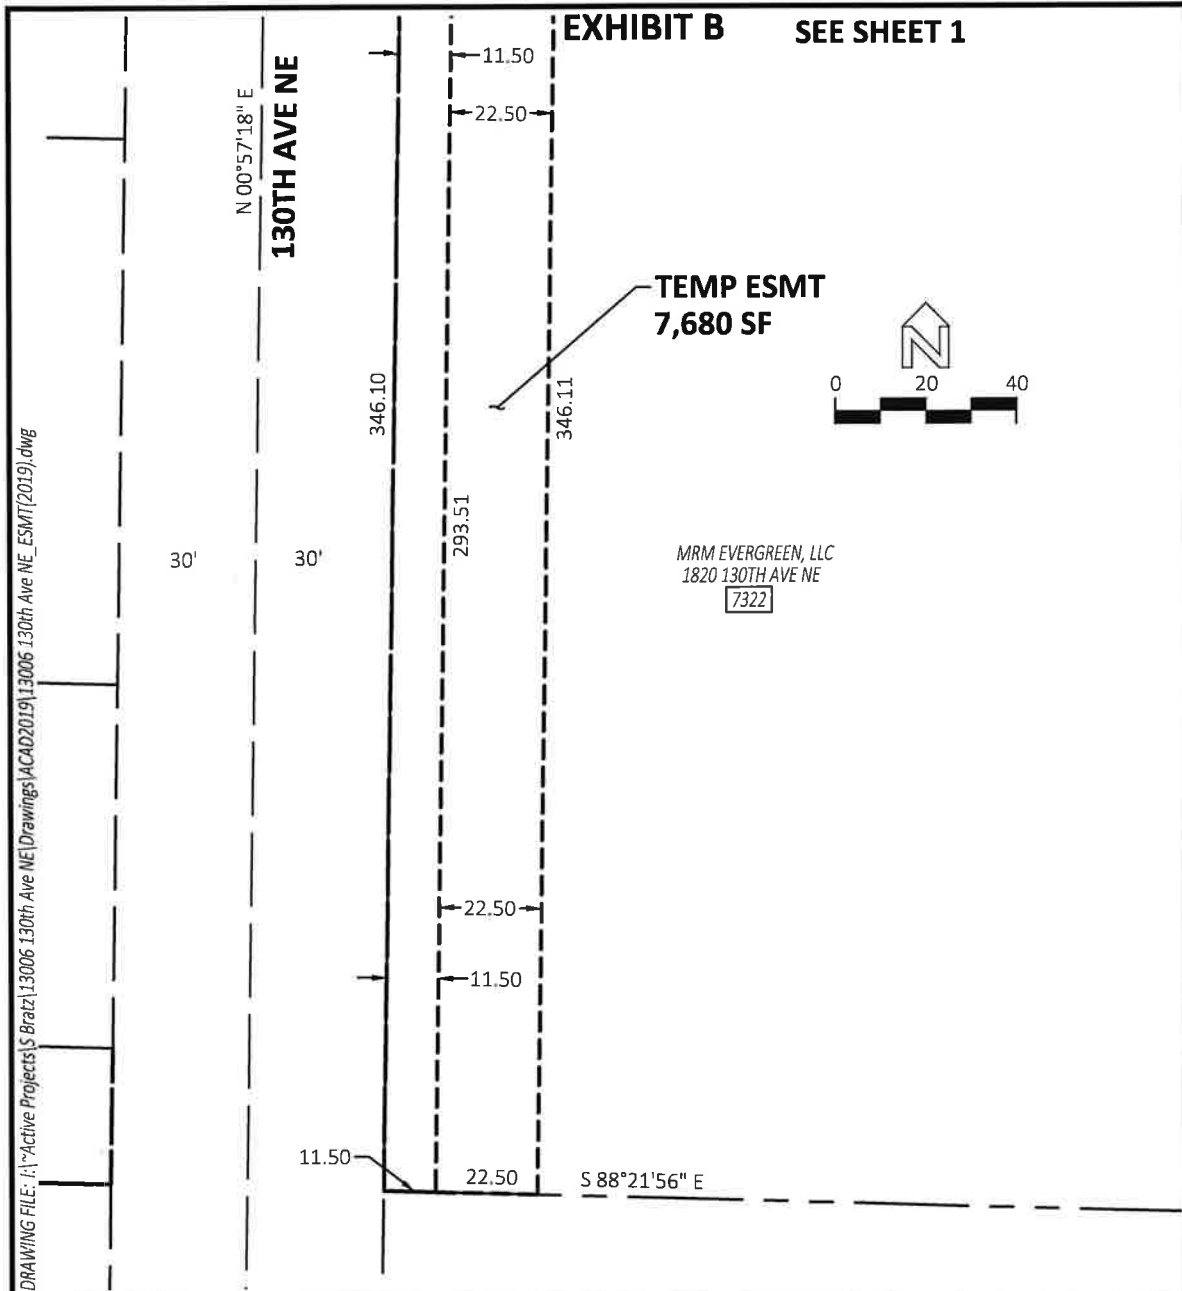 EXHIBIT B
SEE SHEET 1
11.50
22.50
N 00°57'18" E
130TH AVE NE
TEMP ESMT
7,680 SF
N
0 20 40
346.10
346.11
293.51
30'
30'
MRM EVERGREEN, LLC
1820 130TH AVE NE
7322
22.50
11.50
11.50
22.50
S 88°21'56" E
DRAWING FILE: I:\~Active Projects\S Bratz\13006 130th Ave NE\Drawings\ACAD2019\13006 130th Ave NE_ESMT(2019).dwg